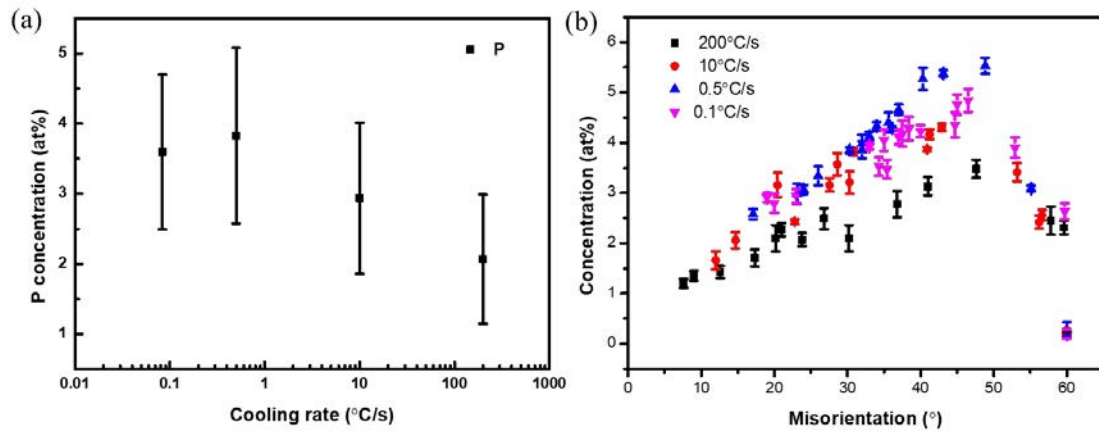 (a)
P
P concentration (at%)
5
4
3
2
1
0.01
0.1
1
10
100
1000
Cooling rate (°C/s)
(b)
200°C/s
10°C/s
0.5°C/s
0.1°C/s
Concentration (at%)
6
5
4
3
2
1
0
0
10
20
30
40
50
60
Misorientation (°)